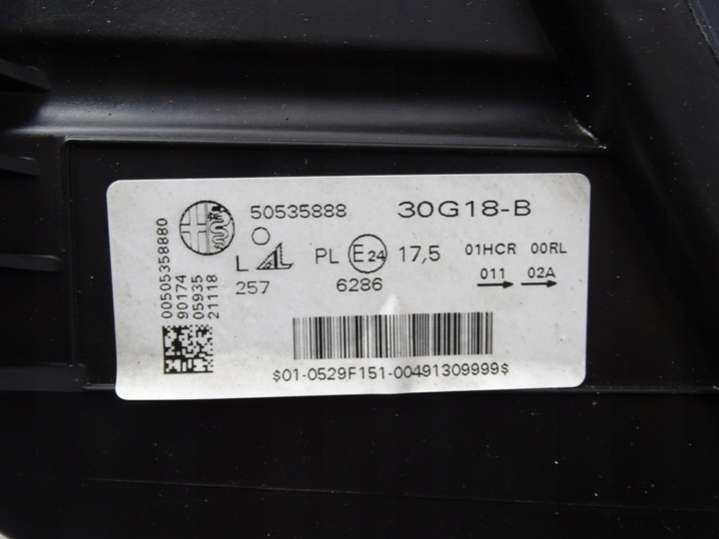 50535888 30G18-B
L AL PL E24 17,5 01HCR 00RL
257 6286 011 02A
00505358880
90174
05935
21118
$01-0529F151-00491309999$